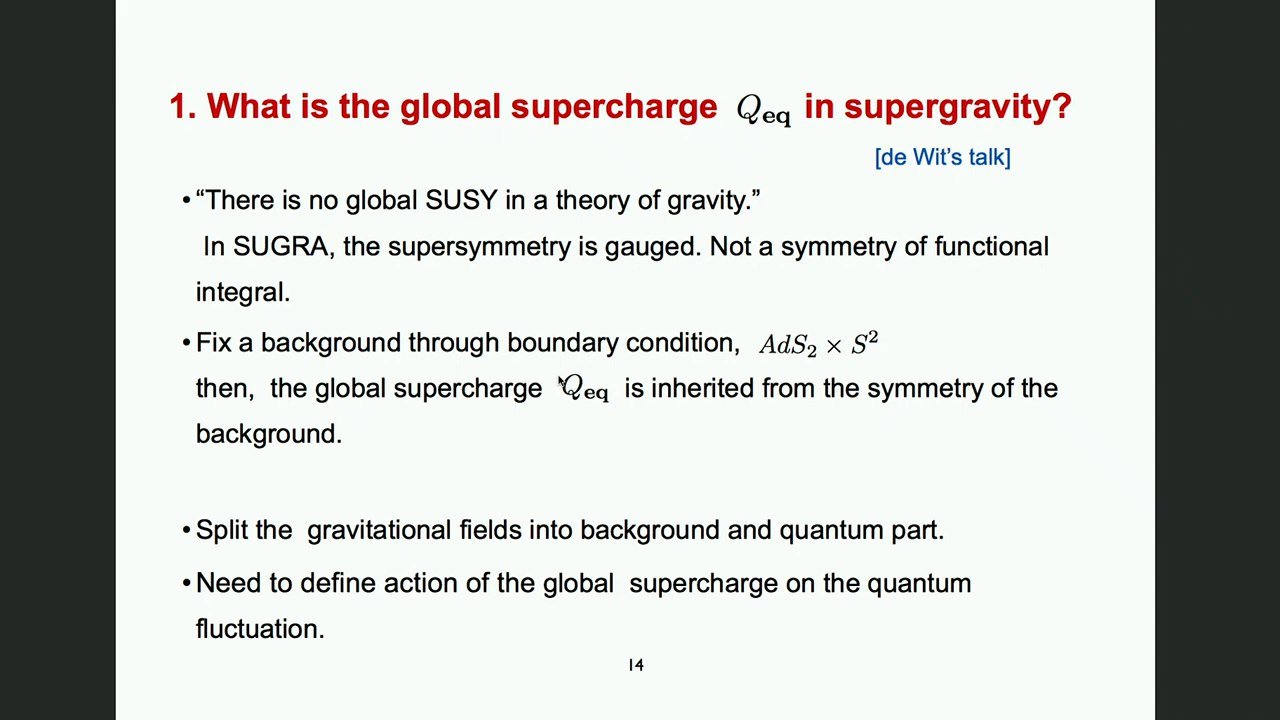 1. What is the global supercharge Q_eq in supergravity?
[de Wit's talk]
• “There is no global SUSY in a theory of gravity.”
In SUGRA, the supersymmetry is gauged. Not a symmetry of functional
integral.
• Fix a background through boundary condition, AdS₂ × S²
then, the global supercharge Q_eq is inherited from the symmetry of the
background.
• Split the gravitational fields into background and quantum part.
• Need to define action of the global supercharge on the quantum
fluctuation.
14